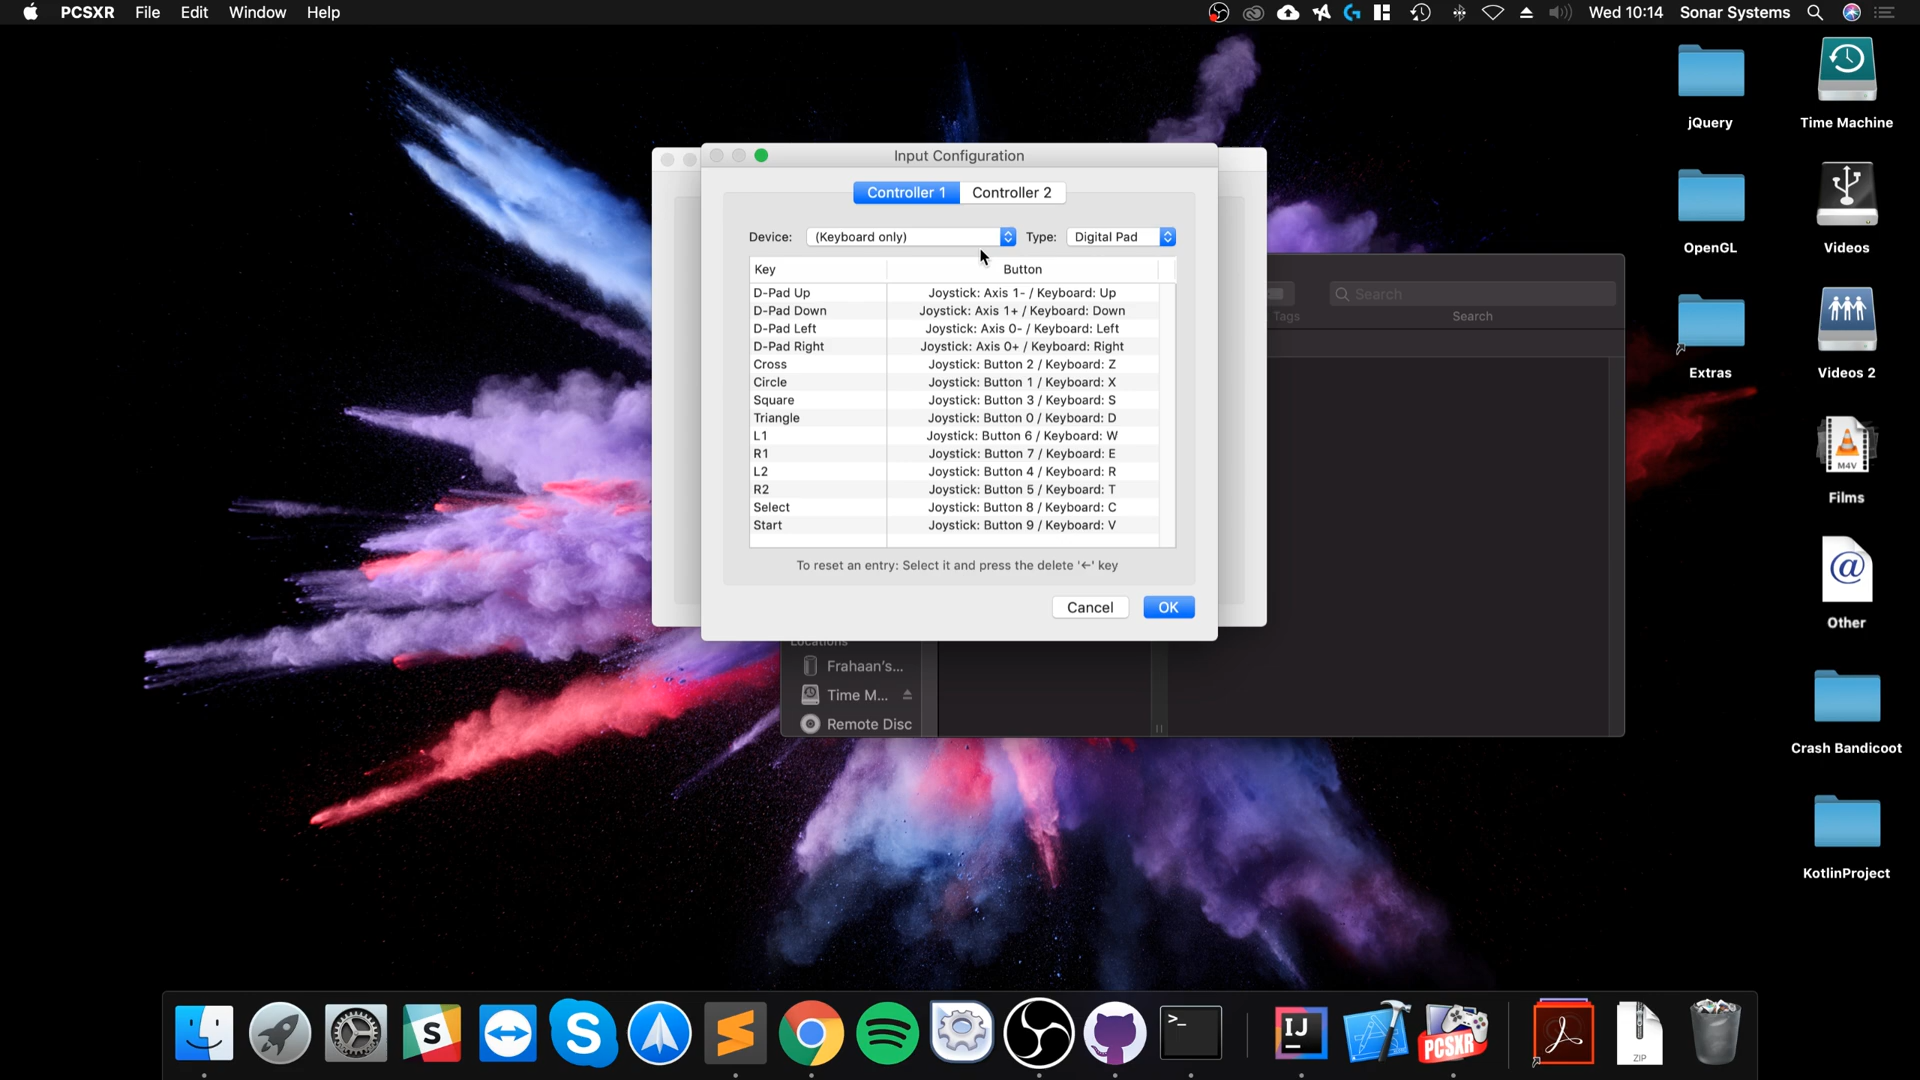 PCSXR File Edit Window Help
Wed 10:14 Sonar Systems
Input Configuration
Controller 1 Controller 2
Device: (Keyboard only) Type: Digital Pad
Key Button
D-Pad Up Joystick: Axis 1- / Keyboard: Up
D-Pad Down Joystick: Axis 1+ / Keyboard: Down
D-Pad Left Joystick: Axis 0- / Keyboard: Left
D-Pad Right Joystick: Axis 0+ / Keyboard: Right
Cross Joystick: Button 2 / Keyboard: Z
Circle Joystick: Button 1 / Keyboard: X
Square Joystick: Button 3 / Keyboard: S
Triangle Joystick: Button 0 / Keyboard: D
L1 Joystick: Button 6 / Keyboard: W
R1 Joystick: Button 7 / Keyboard: E
L2 Joystick: Button 4 / Keyboard: R
R2 Joystick: Button 5 / Keyboard: T
Select Joystick: Button 8 / Keyboard: C
Start Joystick: Button 9 / Keyboard: V
To reset an entry: Select it and press the delete '←' key
Cancel OK
Search
Tags Search
Locations
Frahaan's...
Time M...
Remote Disc
jQuery Time Machine
OpenGL Videos
Extras Videos 2
M4V
Films
@
Other
Crash Bandicoot
KotlinProject
S
S
>_
IJ
PCSXR
ZIP